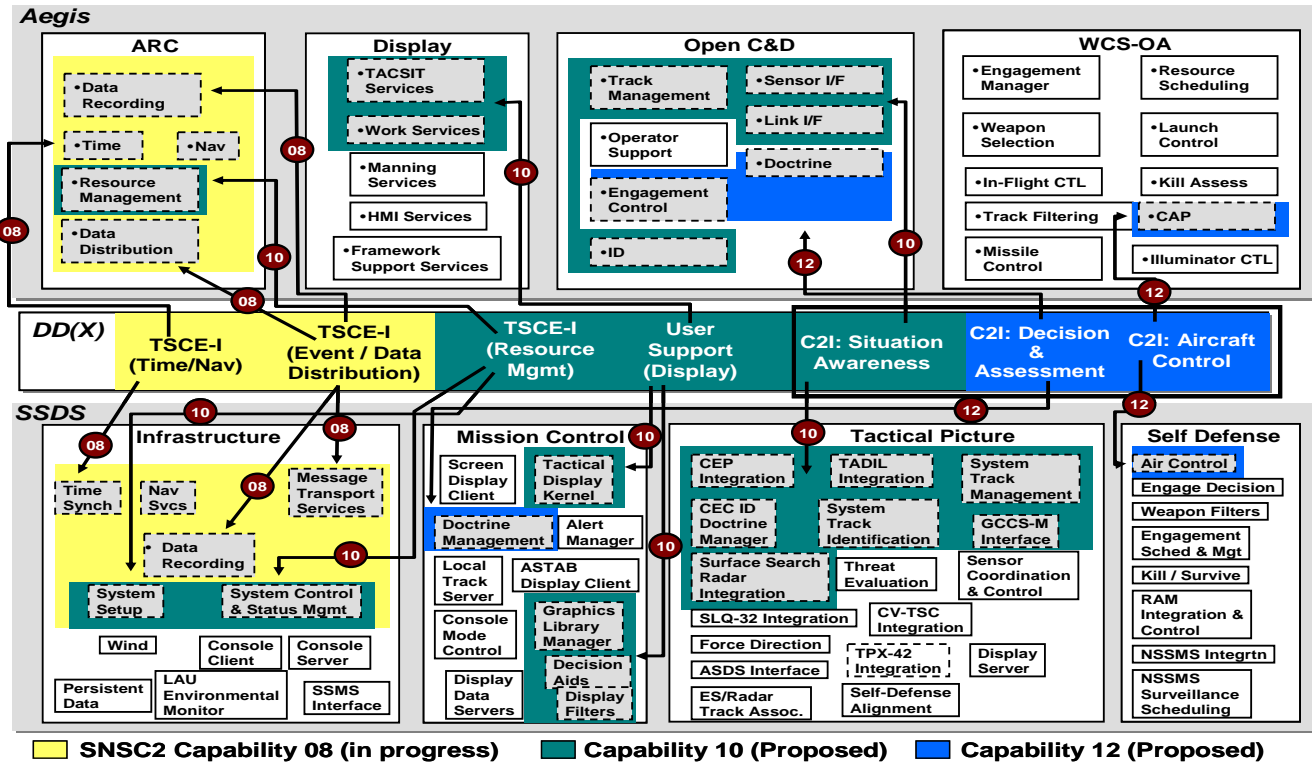 Aegis
ARC
•Data
Recording
•Time
•Nav
•Resource
Management
•Data
Distribution
Display
•TACSIT
Services
•Work Services
•Manning
Services
•HMI Services
•Framework
Support Services
Open C&D
•Track
Management
•Sensor I/F
•Link I/F
•Operator
Support
•Doctrine
•Engagement
Control
•ID
WCS-OA
•Engagement
Manager
•Resource
Scheduling
•Weapon
Selection
•Launch
Control
•In-Flight CTL
•Kill Assess
•Track Filtering
•CAP
•Missile
Control
•Illuminator CTL
08
08
10
08
10
10
12
12
DD(X)
TSCE-I
(Time/Nav)
TSCE-I
(Event / Data
Distribution)
TSCE-I
(Resource
Mgmt)
User
Support
(Display)
C2I: Situation
Awareness
C2I: Decision
&
Assessment
C2I: Aircraft
Control
SSDS
10
08
08
08
10
10
10
10
12
12
Infrastructure
Time
Synch
Nav
Svcs
Message
Transport
Services
• Data
Recording
System
Setup
System Control
& Status Mgmt
Wind
Console
Client
Console
Server
Persistent
Data
LAU
Environmental
Monitor
SSMS
Interface
Mission Control
Screen
Display
Client
Tactical
Display
Kernel
Doctrine
Management
Alert
Manager
Local
Track
Server
ASTAB
Display Client
Console
Mode
Control
Graphics
Library
Manager
Decision
Aids
Display
Filters
Display
Data
Servers
Tactical Picture
CEP
Integration
TADIL
Integration
System
Track
Management
CEC ID
Doctrine
Manager
System
Track
Identification
GCCS-M
Interface
Surface Search
Radar
Integration
Threat
Evaluation
Sensor
Coordination
& Control
SLQ-32 Integration
CV-TSC
Integration
Force Direction
TPX-42
Integration
Display
Server
ASDS Interface
ES/Radar
Track Assoc.
Self-Defense
Alignment
Self Defense
Air Control
Engage Decision
Weapon Filters
Engagement
Sched & Mgt
Kill / Survive
RAM
Integration &
Control
NSSMS Integrtn
NSSMS
Surveillance
Scheduling
SNSC2 Capability 08 (in progress)
Capability 10 (Proposed)
Capability 12 (Proposed)